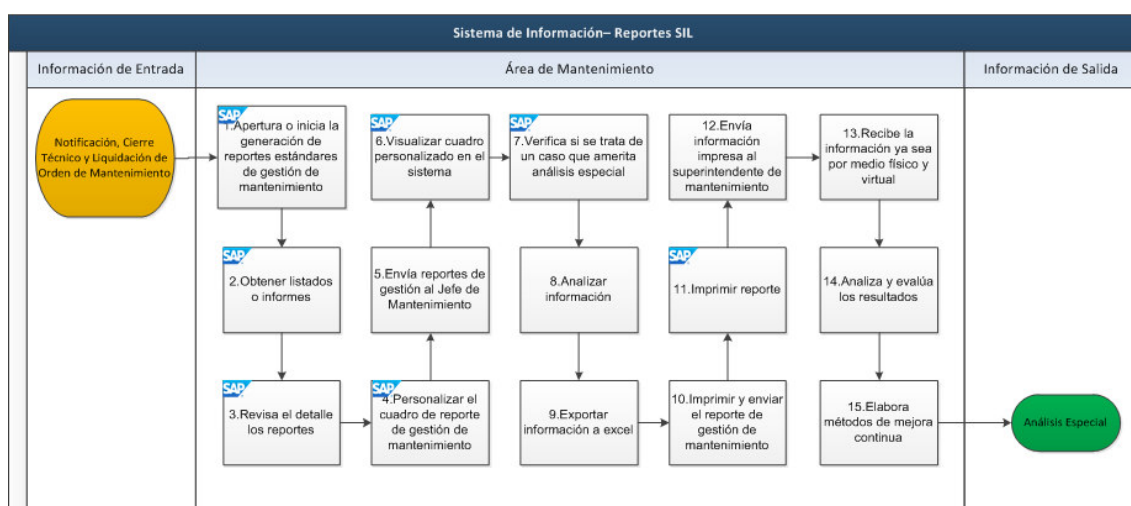 Sistema de Información– Reportes SIL
Información de Entrada
Área de Mantenimiento
Información de Salida
Notificación, Cierre
Técnico y Liquidación de
Orden de Mantenimiento
SAP
1.Apertura o inicia la
generación de
reportes estándares
de gestión de
mantenimiento
SAP
2.Obtener listados
o informes
SAP
3.Revisa el detalle
los reportes
SAP
4.Personalizar el
cuadro de reporte
de gestión de
mantenimiento
5.Envía reportes de
gestión al Jefe de
Mantenimiento
SAP
6.Visualizar cuadro
personalizado en el
sistema
SAP
7.Verifica si se trata de
un caso que amerita
análisis especial
8.Analizar
información
9.Exportar
información a excel
10.Imprimir y enviar
el reporte de
gestión de
mantenimiento
SAP
11.Imprimir reporte
12.Envía
información
impresa al
superintendente de
mantenimiento
13.Recibe la
información ya sea
por medio físico y
virtual
14.Analiza y evalúa
los resultados
15.Elabora
métodos de mejora
continua
Análisis Especial